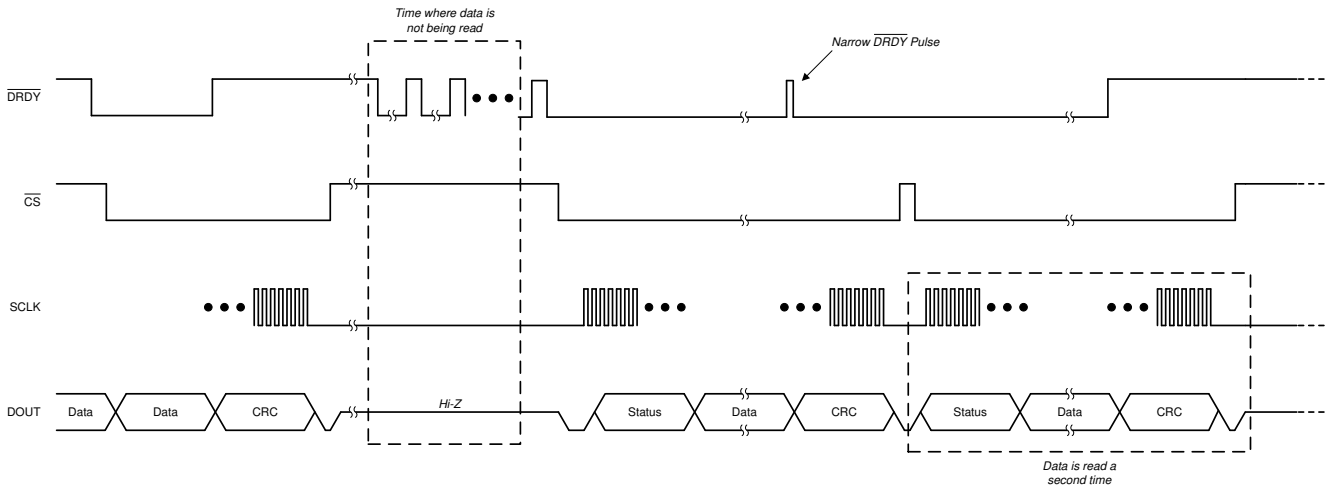 Time where data is
not being read
Narrow DRDY Pulse
DRDY
CS
SCLK
DOUT
Data
Data
CRC
Hi-Z
Status
Data
CRC
Status
Data
CRC
Data is read a
second time